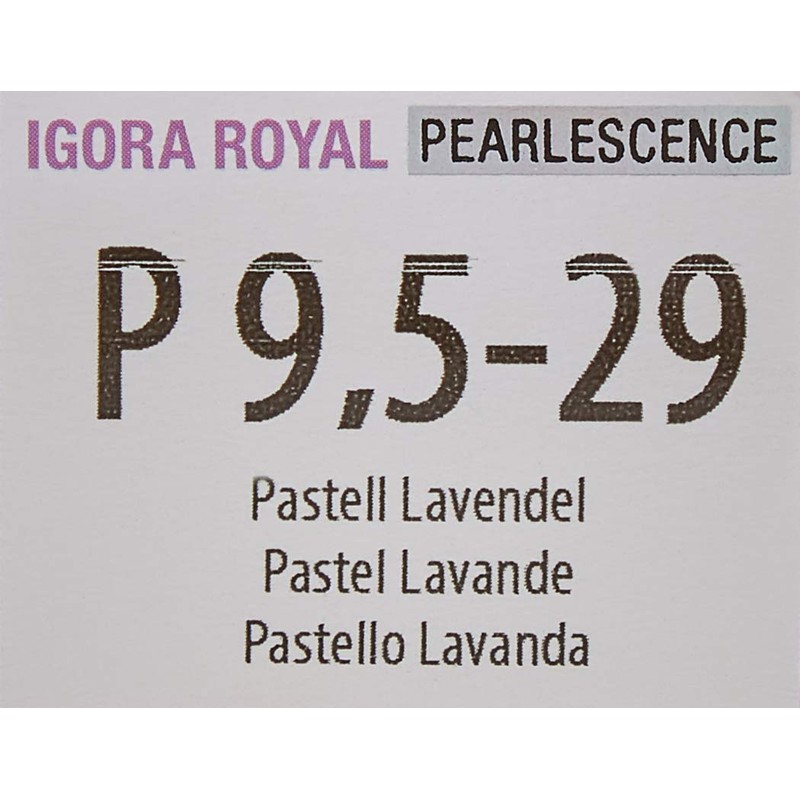 IGORA ROYAL PEARLESCENCE
P 9,5-29
Pastell Lavendel
Pastel Lavande
Pastello Lavanda